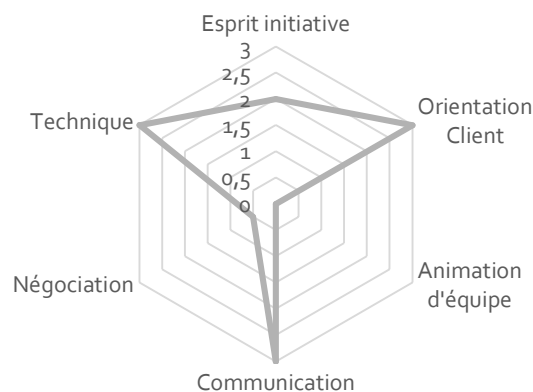 Esprit initiative
3
2,5
2
1,5
1
0,5
0
Orientation
Client
Animation
d'équipe
Communication
Négociation
Technique